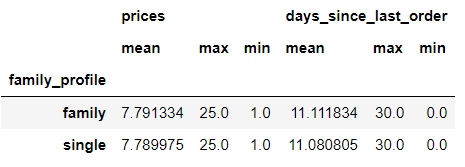 prices days_since_last_order
mean max min mean max min
family_profile
family 7.791334 25.0 1.0 11.111834 30.0 0.0
single 7.789975 25.0 1.0 11.080805 30.0 0.0